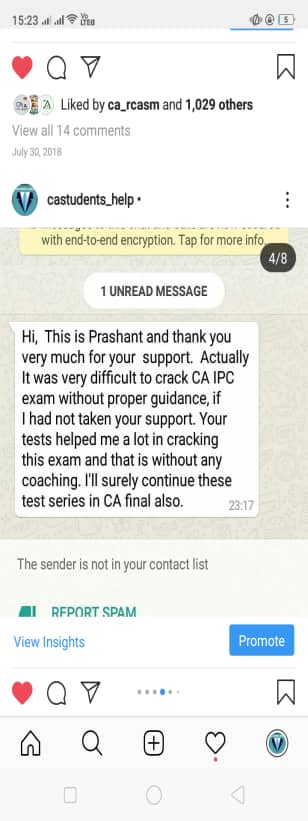 15:23
5
Liked by ca_rcasm and 1,029 others
View all 14 comments
July 30, 2018
castudents_help •
with end-to-end encryption. Tap for more info.
4/8
1 UNREAD MESSAGE
Hi, This is Prashant and thank you
very much for your support. Actually
It was very difficult to crack CA IPC
exam without proper guidance, if
I had not taken your support. Your
tests helped me a lot in cracking
this exam and that is without any
coaching. I'll surely continue these
test series in CA final also.
23:17
The sender is not in your contact list
REPORT SPAM
View Insights
Promote